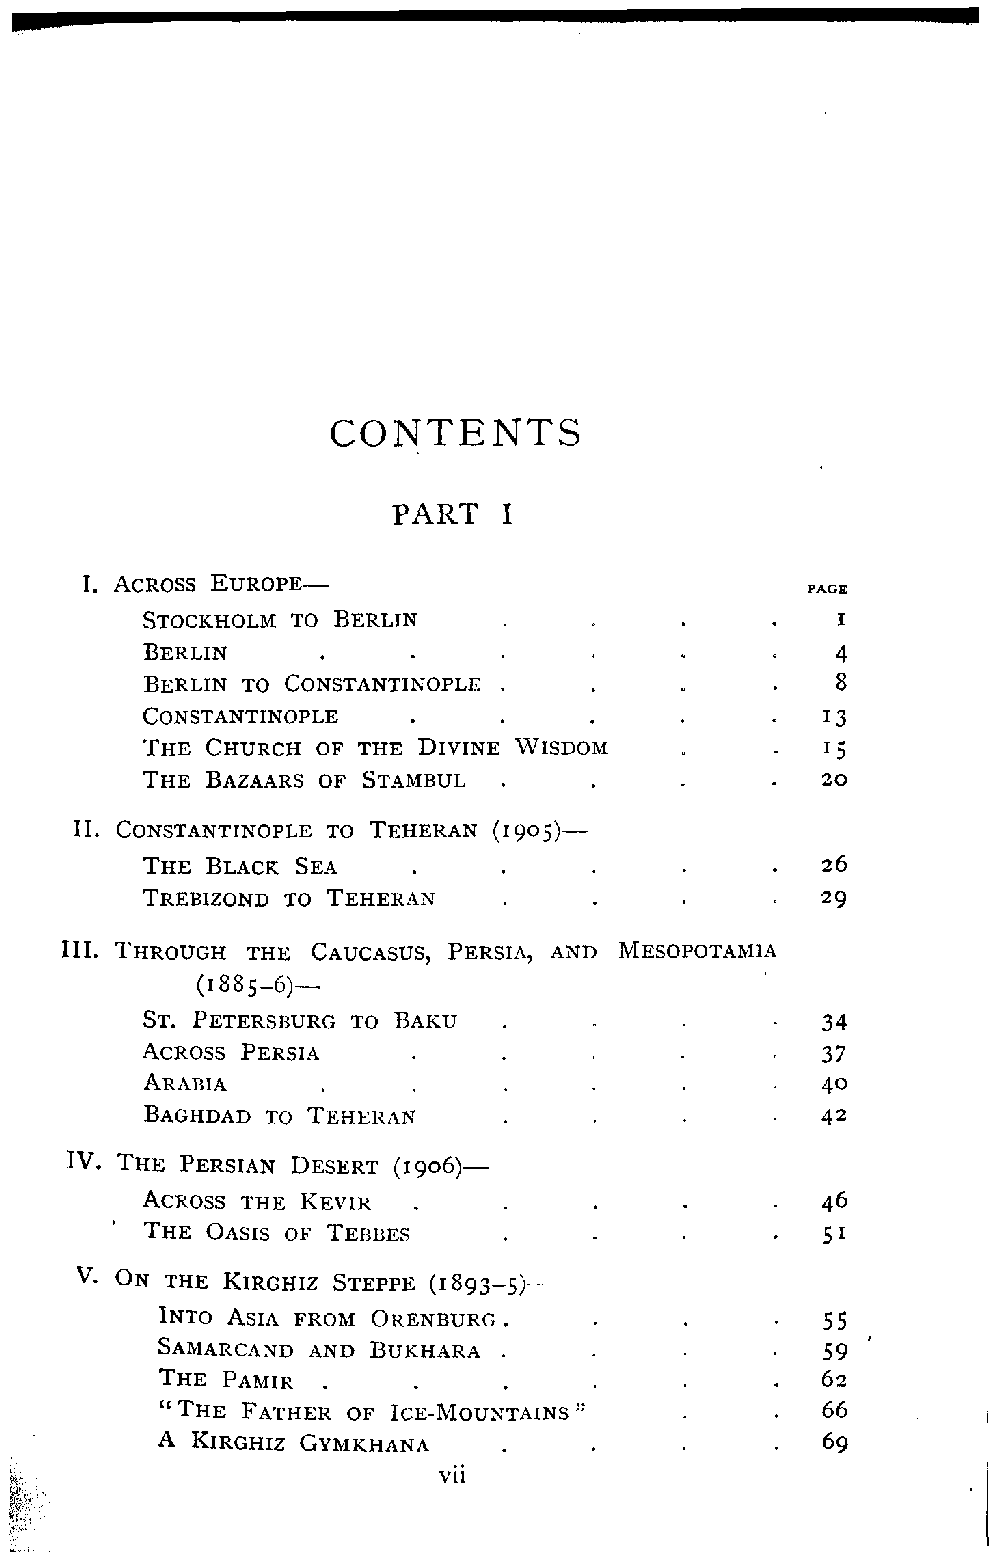 CONTENTS
PART I
I. ACROSS EUROPE—
PAGE
STOCKHOLM TO BERLIN . . . . 1
BERLIN . . . . . . 4
BERLIN TO CONSTANTINOPLE . . . . 8
CONSTANTINOPLE . . . . . 13
THE CHURCH OF THE DIVINE WISDOM . . 15
THE BAZAARS OF STAMBUL . . . . 20
II. CONSTANTINOPLE TO TEHERAN (1905)—
THE BLACK SEA . . . . . 26
TREBIZOND TO TEHERAN . . . . 29
III. THROUGH THE CAUCASUS, PERSIA, AND MESOPOTAMIA
(1885–6)—
ST. PETERSBURG TO BAKU . . . . 34
ACROSS PERSIA . . . . . 37
ARABIA . . . . . . 40
BAGHDAD TO TEHERAN . . . . 42
IV. THE PERSIAN DESERT (1906)—
ACROSS THE KEVIR . . . . . 46
THE OASIS OF TEBBES . . . . 51
V. ON THE KIRGHIZ STEPPE (1893–5)—
INTO ASIA FROM ORENBURG . . . . 55
SAMARCAND AND BUKHARA . . . . 59
THE PAMIR . . . . . . 62
"THE FATHER OF ICE-MOUNTAINS" . . 66
A KIRGHIZ GYMKHANA . . . . 69
vii